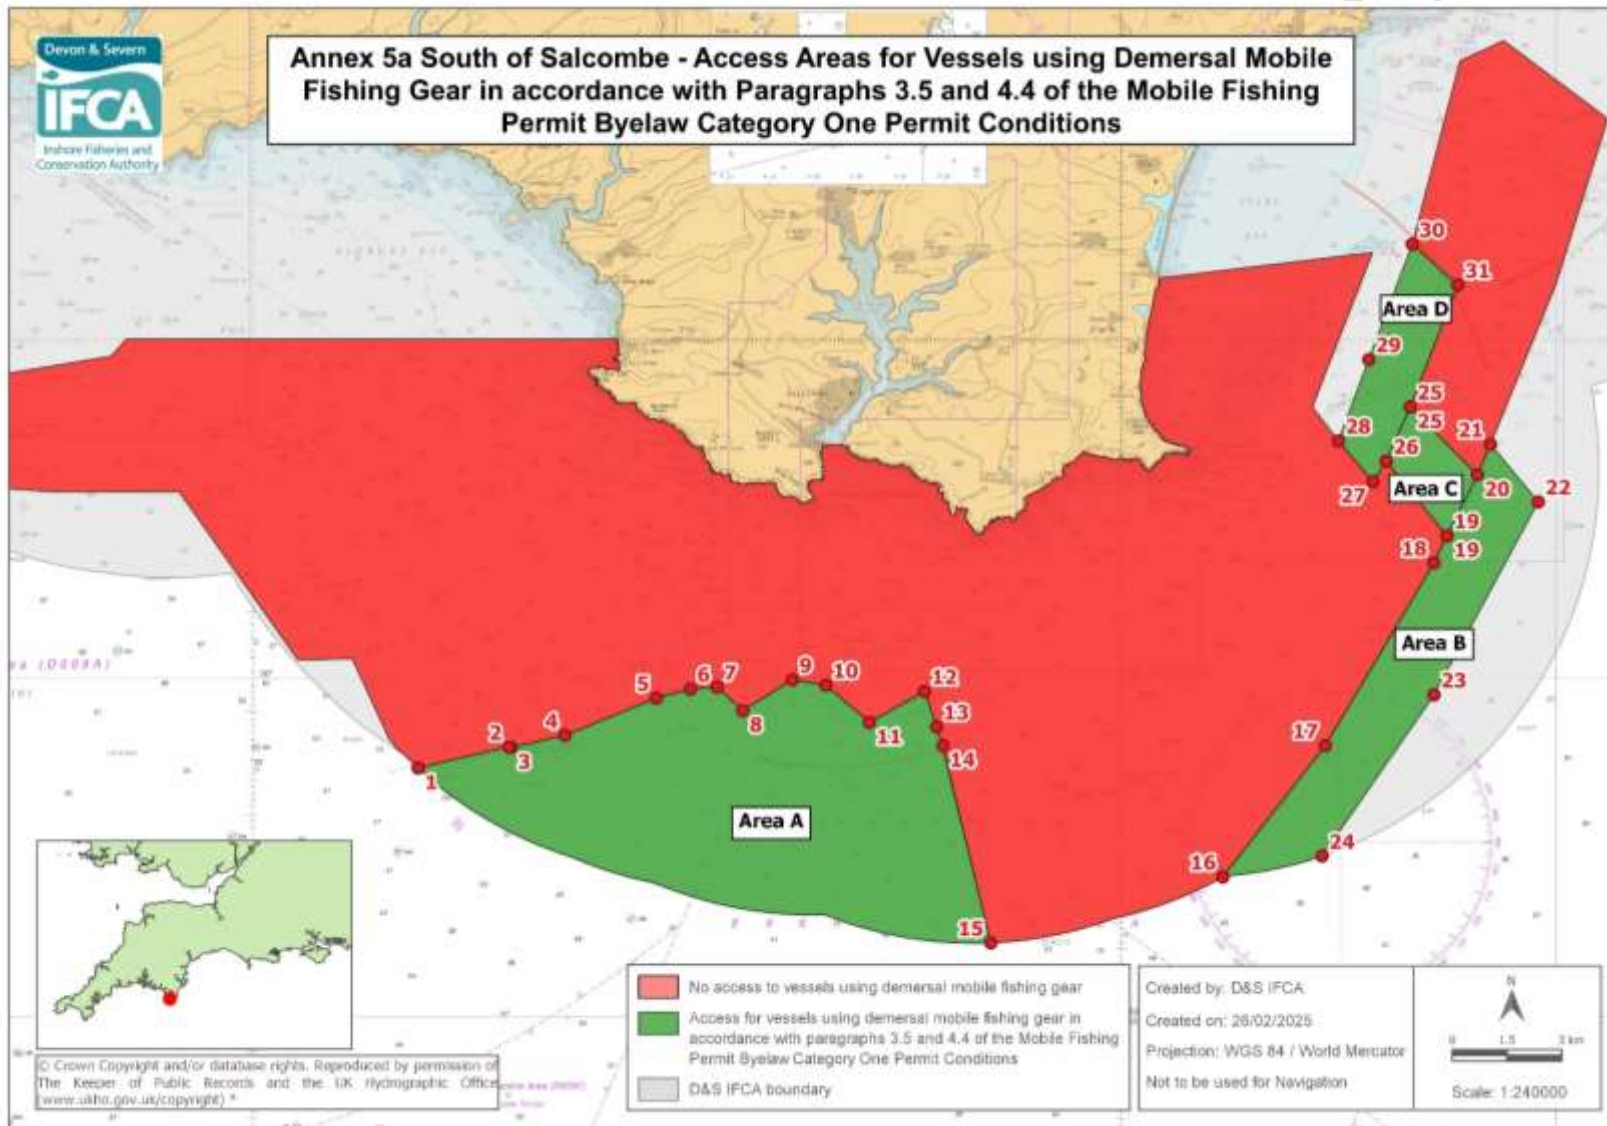 Devon & Severn
IFCA
Inshore Fisheries and
Conservation Authority
Annex 5a South of Salcombe - Access Areas for Vessels using Demersal Mobile
Fishing Gear in accordance with Paragraphs 3.5 and 4.4 of the Mobile Fishing
Permit Byelaw Category One Permit Conditions
30
31
Area D
29
25
25
28
21
26
27
Area C
20
22
19
19
18
Area B
23
9
10
12
5
6
7
8
11
13
14
17
4
2
3
1
Area A
24
16
15
No access to vessels using demersal mobile fishing gear
Access for vessels using demersal mobile fishing gear in
accordance with paragraphs 3.5 and 4.4 of the Mobile Fishing
Permit Byelaw Category One Permit Conditions
D&S IFCA boundary
Created by: D&S IFCA
Created on: 26/02/2025
Projection: WGS 84 / World Mercator
Not to be used for Navigation
N
0 1.5 3 km
Scale: 1:240000
© Crown Copyright and/or database rights. Reproduced by permission of
The Keeper of Public Records and the UK Hydrographic Office
(www.ukho.gov.uk/copyright) *